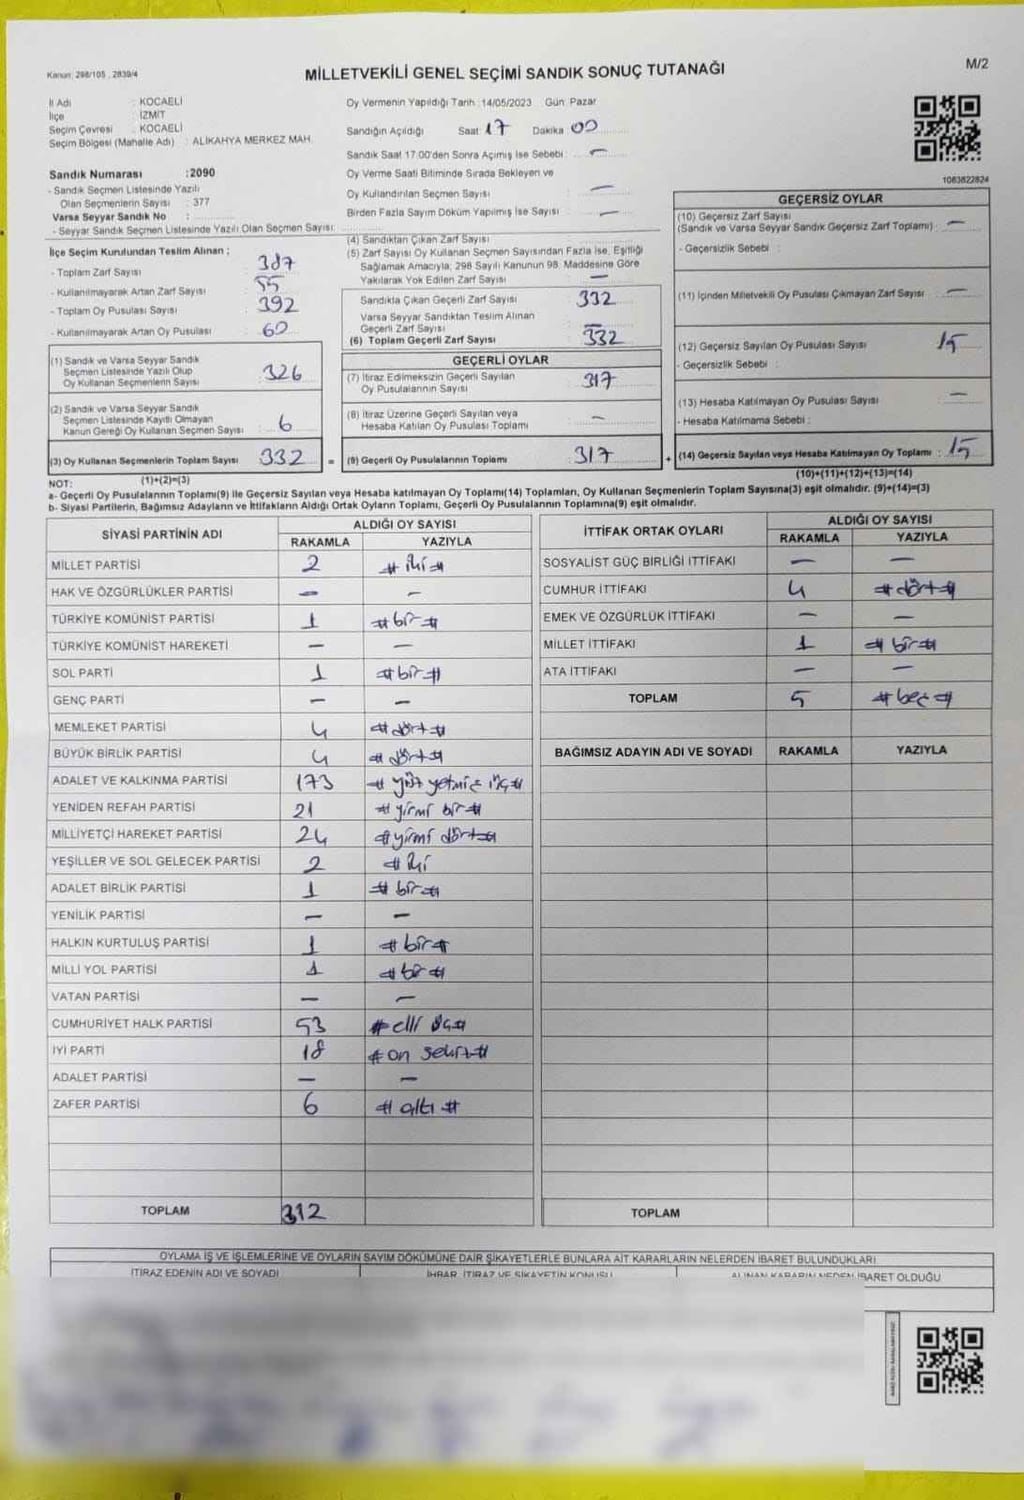 Kanun: 298/105 , 2839/4
MİLLETVEKİLİ GENEL SEÇİMİ SANDIK SONUÇ TUTANAĞI
M/2
İl Adı : KOCAELİ
İlçe : İZMİT
Seçim Çevresi : KOCAELİ
Seçim Bölgesi (Mahalle Adı) : ALİKAHYA MERKEZ MAH.
Sandık Numarası :2090
- Sandık Seçmen Listesinde Yazılı
Olan Seçmenlerin Sayısı : 377
Varsa Seyyar Sandık No :
- Seyyar Sandık Seçmen Listesinde Yazılı Olan Seçmen Sayısı :
Oy Vermenin Yapıldığı Tarih :14/05/2023 Gün: Pazar
Sandığın Açıldığı Saat 17 Dakika 00
Sandık Saat 17:00'den Sonra Açımış İse Sebebi : —
Oy Verme Saati Bitiminde Sırada Bekleyen ve
Oy Kullandırılan Seçmen Sayısı : —
Birden Fazla Sayım Döküm Yapılmış İse Sayısı : —
1083822824
İlçe Seçim Kurulundan Teslim Alınan ;
- Toplam Zarf Sayısı : 387
- Kullanılmayarak Artan Zarf Sayısı : 55
- Toplam Oy Pusulası Sayısı : 392
- Kullanılmayarak Artan Oy Pusulası : 60
(1) Sandık ve Varsa Seyyar Sandık
Seçmen Listesinde Yazılı Olup
Oy Kullanan Seçmenlerin Sayısı : 326
(2) Sandık ve Varsa Seyyar Sandık
Seçmen Listesinde Kayıtlı Olmayan
Kanun Gereği Oy Kullanan Seçmen Sayısı : 6
(3) Oy Kullanan Seçmenlerin Toplam Sayısı : 332 =
(1)+(2)=(3)
(4) Sandıktan Çıkan Zarf Sayısı :
(5) Zarf Sayısı Oy Kullanan Seçmen Sayısından Fazla İse, Eşitliği
Sağlamak Amacıyla; 298 Sayılı Kanunun 98. Maddesine Göre
Yakılarak Yok Edilen Zarf Sayısı : —
Sandıkta Çıkan Geçerli Zarf Sayısı : 332
Varsa Seyyar Sandıktan Teslim Alınan
Geçerli Zarf Sayısı : —
(6) Toplam Geçerli Zarf Sayısı : 332
GEÇERLİ OYLAR
(7) İtiraz Edilmeksizin Geçerli Sayılan
Oy Pusulalarının Sayısı : 317
(8) İtiraz Üzerine Geçerli Sayılan veya
Hesaba Katılan Oy Pusulası Toplamı : —
(9) Geçerli Oy Pusulalarının Toplamı : 317 +
GEÇERSİZ OYLAR
(10) Geçersiz Zarf Sayısı
(Sandık ve Varsa Seyyar Sandık Geçersiz Zarf Toplamı) : —
- Geçersizlik Sebebi :
(11) İçinden Milletvekili Oy Pusulası Çıkmayan Zarf Sayısı : —
(12) Geçersiz Sayılan Oy Pusulası Sayısı : 15
- Geçersizlik Sebebi :
(13) Hesaba Katılmayan Oy Pusulası Sayısı : —
- Hesaba Katılmama Sebebi :
(14) Geçersiz Sayılan veya Hesaba Katılmayan Oy Toplamı : 15
(10)+(11)+(12)+(13)=(14)
NOT:
a- Geçerli Oy Pusulalarının Toplamı(9) ile Geçersiz Sayılan veya Hesaba katılmayan Oy Toplamı(14) Toplamları, Oy Kullanan Seçmenlerin Toplam Sayısına(3) eşit olmalıdır. (9)+(14)=(3)
b- Siyasi Partilerin, Bağımsız Adayların ve İttifakların Aldığı Ortak Oyların Toplamı, Geçerli Oy Pusulalarının Toplamına(9) eşit olmalıdır.
SİYASİ PARTİNİN ADI ALDIĞI OY SAYISI
RAKAMLA YAZIYLA
MİLLET PARTİSİ 2 # iki #
HAK VE ÖZGÜRLÜKLER PARTİSİ — —
TÜRKİYE KOMÜNİST PARTİSİ 1 # bir #
TÜRKİYE KOMÜNİST HAREKETİ — —
SOL PARTİ 1 # bir #
GENÇ PARTİ — —
MEMLEKET PARTİSİ 4 # dört #
BÜYÜK BİRLİK PARTİSİ 4 # dört #
ADALET VE KALKINMA PARTİSİ 173 # yüz yetmiş üç #
YENİDEN REFAH PARTİSİ 21 # yirmi bir #
MİLLİYETÇİ HAREKET PARTİSİ 24 # yirmi dört #
YEŞİLLER VE SOL GELECEK PARTİSİ 2 # iki
ADALET BİRLİK PARTİSİ 1 # bir #
YENİLİK PARTİSİ — —
HALKIN KURTULUŞ PARTİSİ 1 # bir #
MİLLİ YOL PARTİSİ 1 # bir #
VATAN PARTİSİ — —
CUMHURİYET HALK PARTİSİ 53 # elli üç #
İYİ PARTİ 18 # on sekiz #
ADALET PARTİSİ — —
ZAFER PARTİSİ 6 # altı #
TOPLAM 312
İTTİFAK ORTAK OYLARI ALDIĞI OY SAYISI
RAKAMLA YAZIYLA
SOSYALİST GÜÇ BİRLİĞİ İTTİFAKI — —
CUMHUR İTTİFAKI 4 # dört #
EMEK VE ÖZGÜRLÜK İTTİFAKI — —
MİLLET İTTİFAKI 1 # bir #
ATA İTTİFAKI — —
TOPLAM 5 # beş #
BAĞIMSIZ ADAYIN ADI VE SOYADI RAKAMLA YAZIYLA
TOPLAM
OYLAMA İŞ VE İŞLEMLERİNE VE OYLARIN SAYIM DÖKÜMÜNE DAİR ŞİKAYETLERLE BUNLARA AİT KARARLARIN NELERDEN İBARET BULUNDUKLARI
İTİRAZ EDENİN ADI VE SOYADI İHBAR, İTİRAZ VE ŞİKAYETİN KONUSU ALINAN KARARIN NEDEN İBARET OLDUĞU